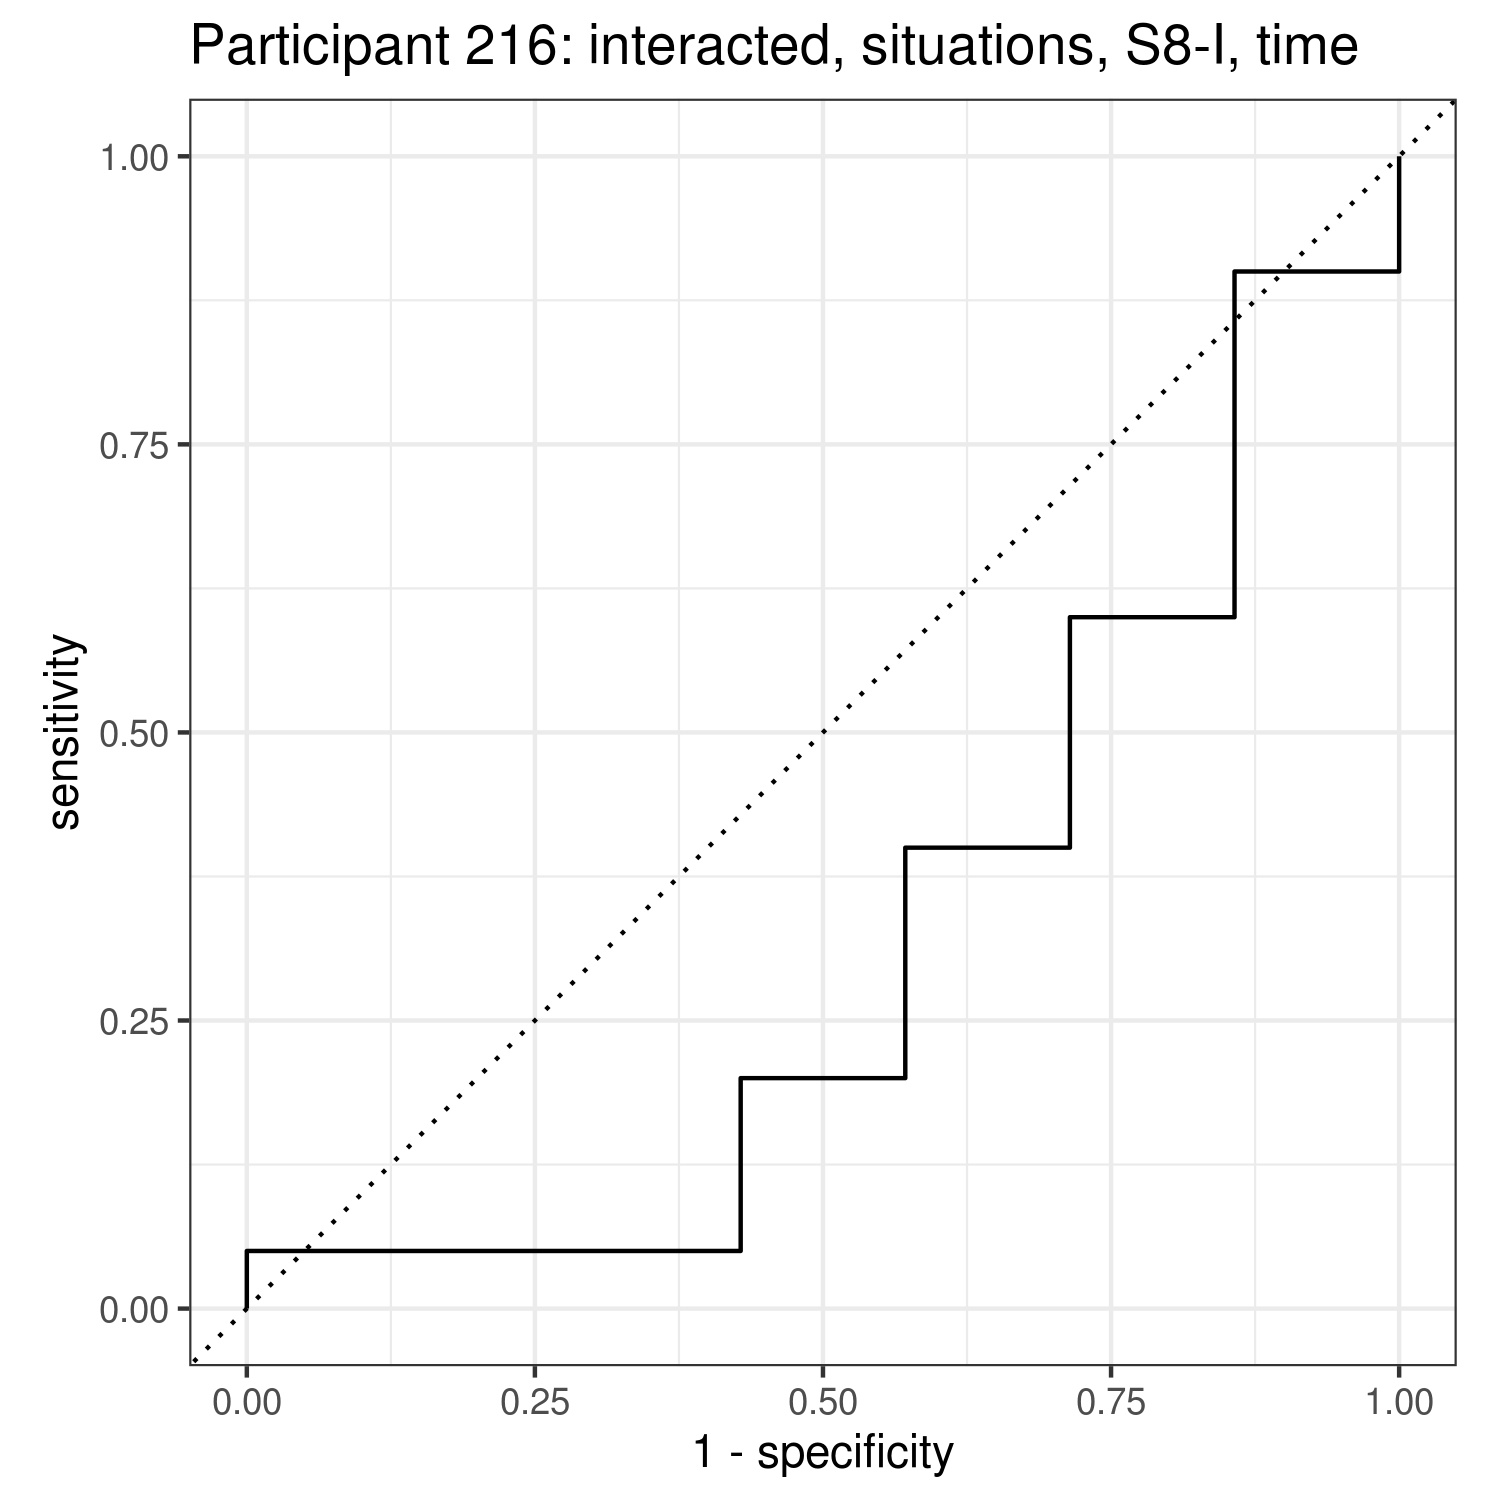 Participant 216: interacted, situations, S8-I, time
1.00
0.75
0.50
0.25
0.00
sensitivity
0.00 0.25 0.50 0.75 1.00
1 - specificity